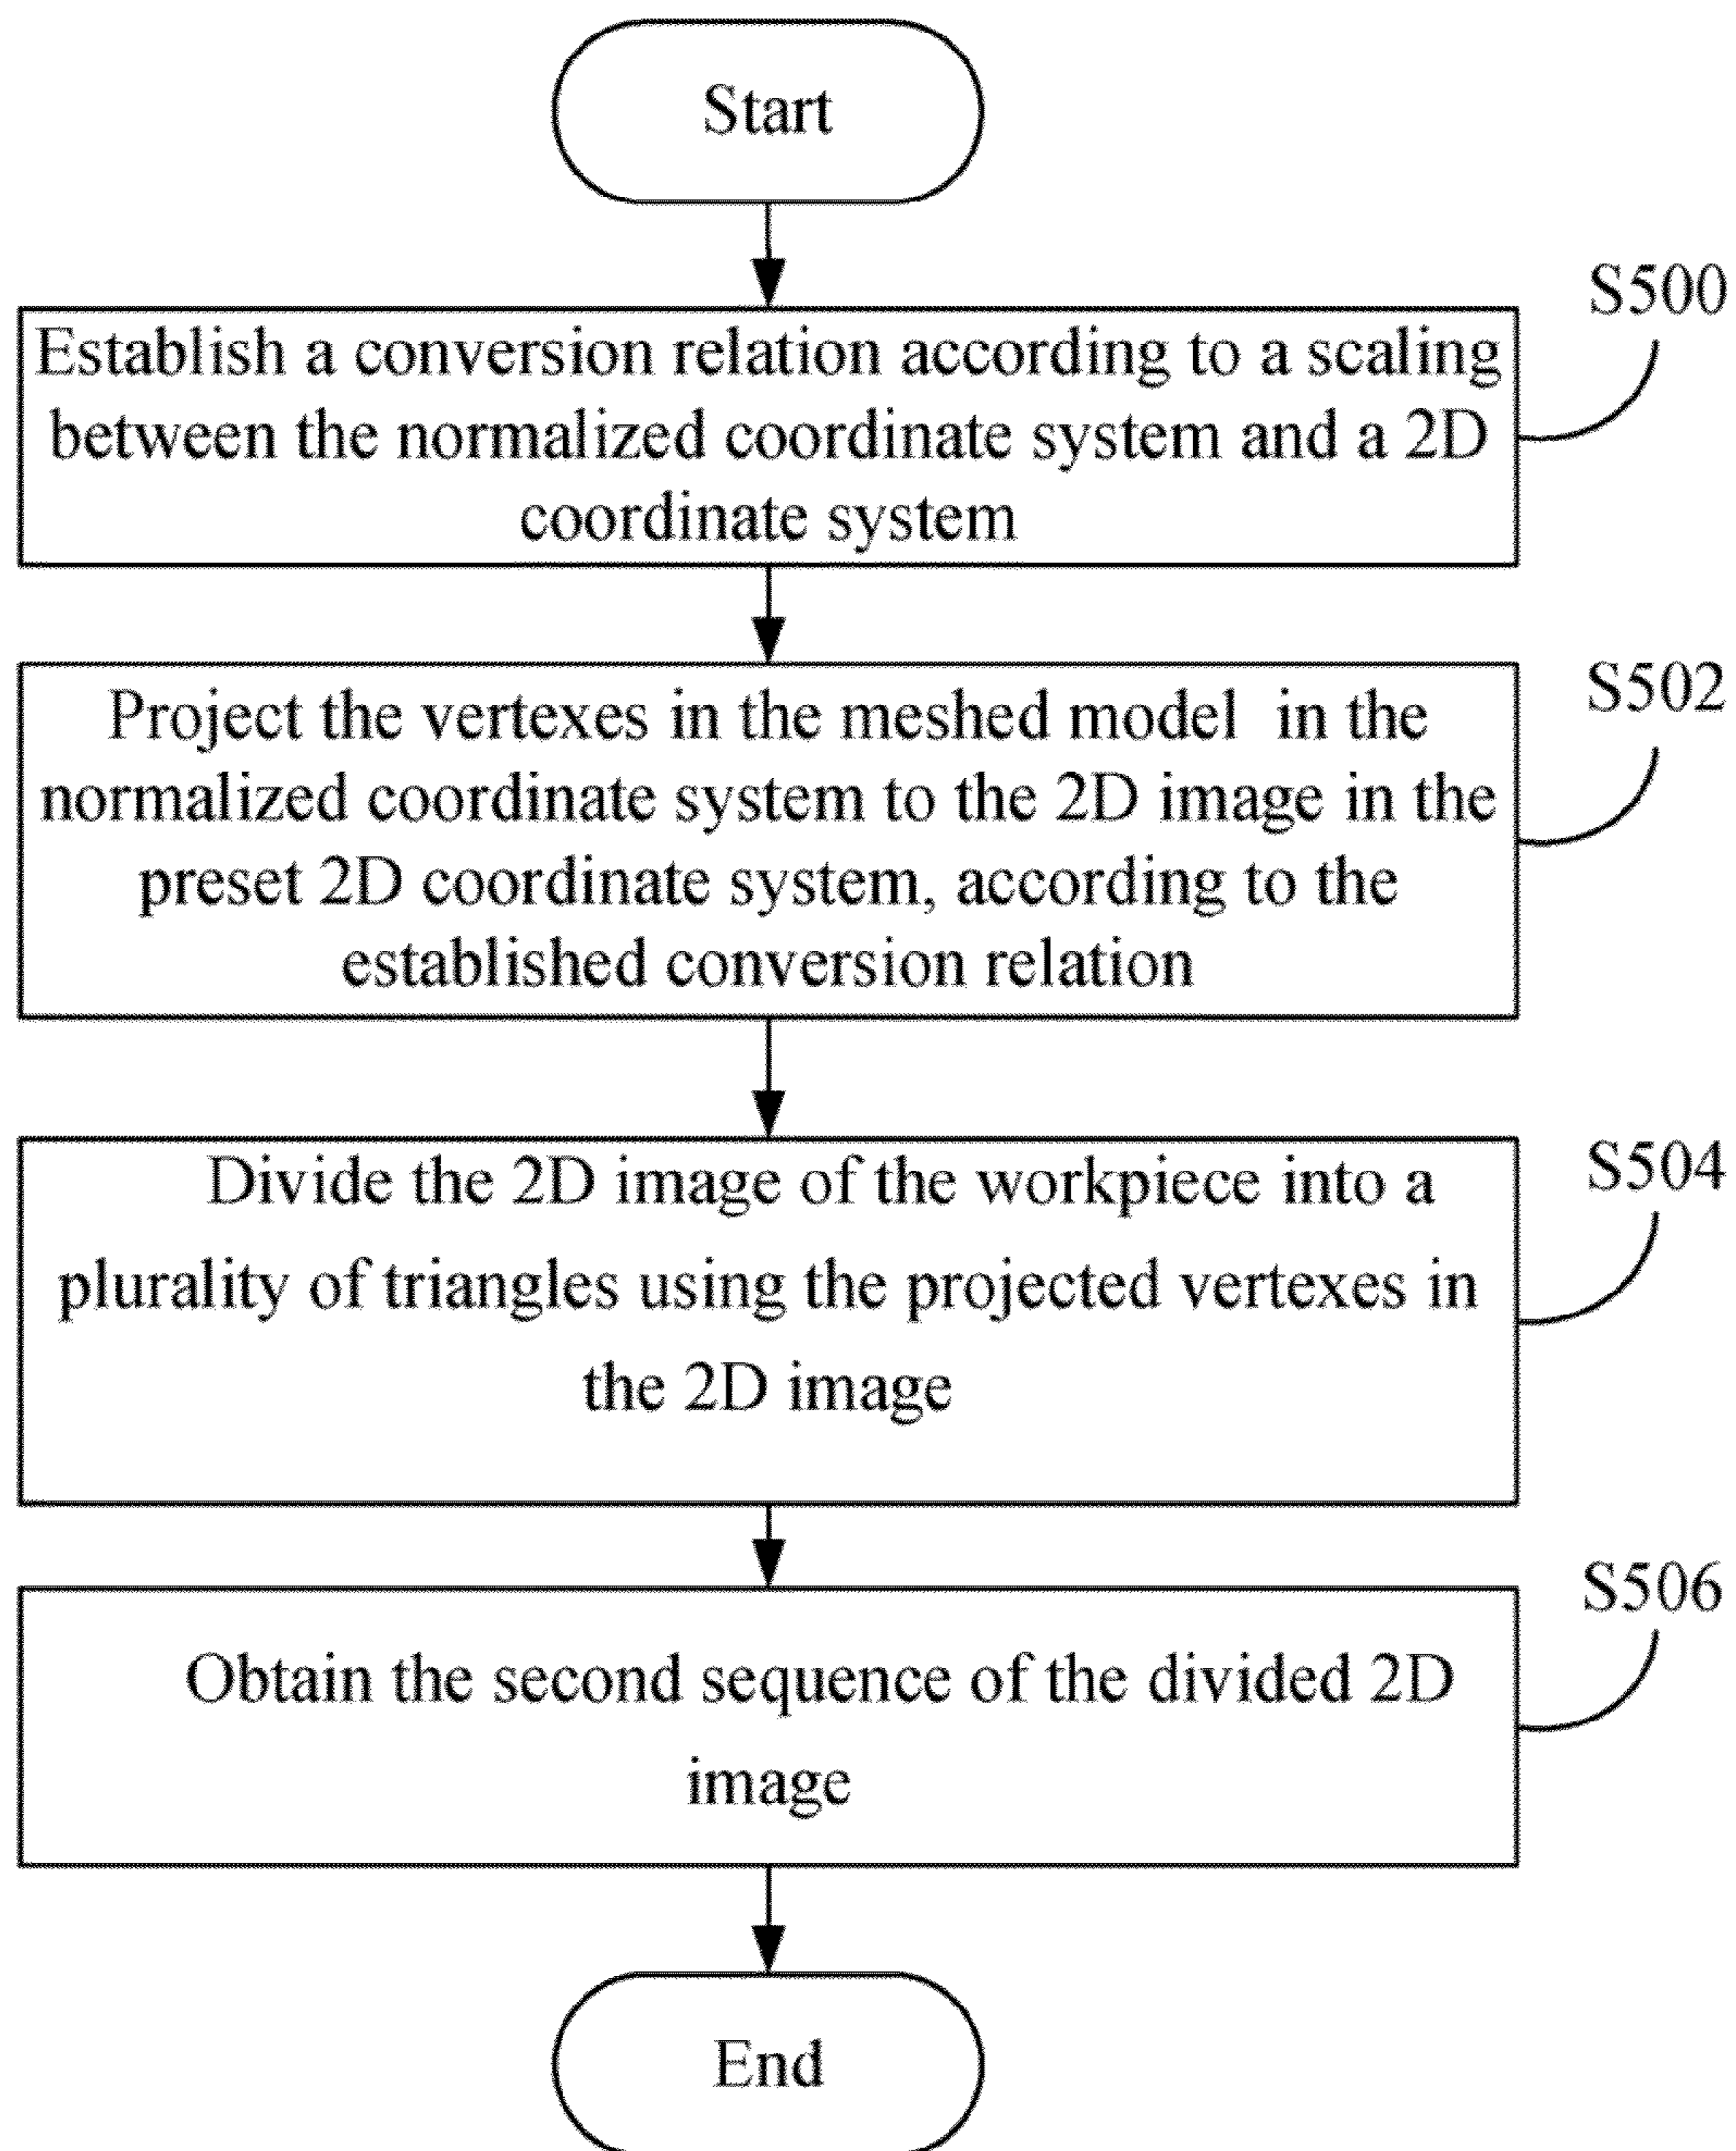 Start
S500
Establish a conversion relation according to a scaling
between the normalized coordinate system and a 2D
coordinate system
S502
Project the vertexes in the meshed model in the
normalized coordinate system to the 2D image in the
preset 2D coordinate system, according to the
established conversion relation
S504
Divide the 2D image of the workpiece into a
plurality of triangles using the projected vertexes in
the 2D image
S506
Obtain the second sequence of the divided 2D
image
End